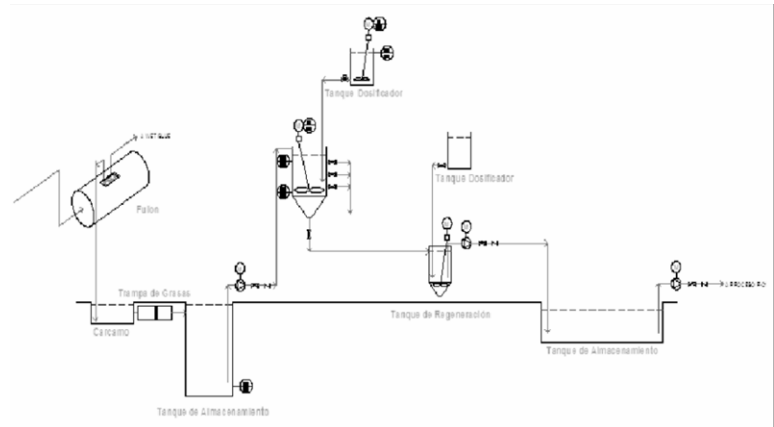 Tanque Dosificador
Tanque Dosificador
Fulon
Trampa de Grasas
Carcamo
Tanque de Regeneración
Tanque de Almacenamiento
Tanque de Almacenamiento